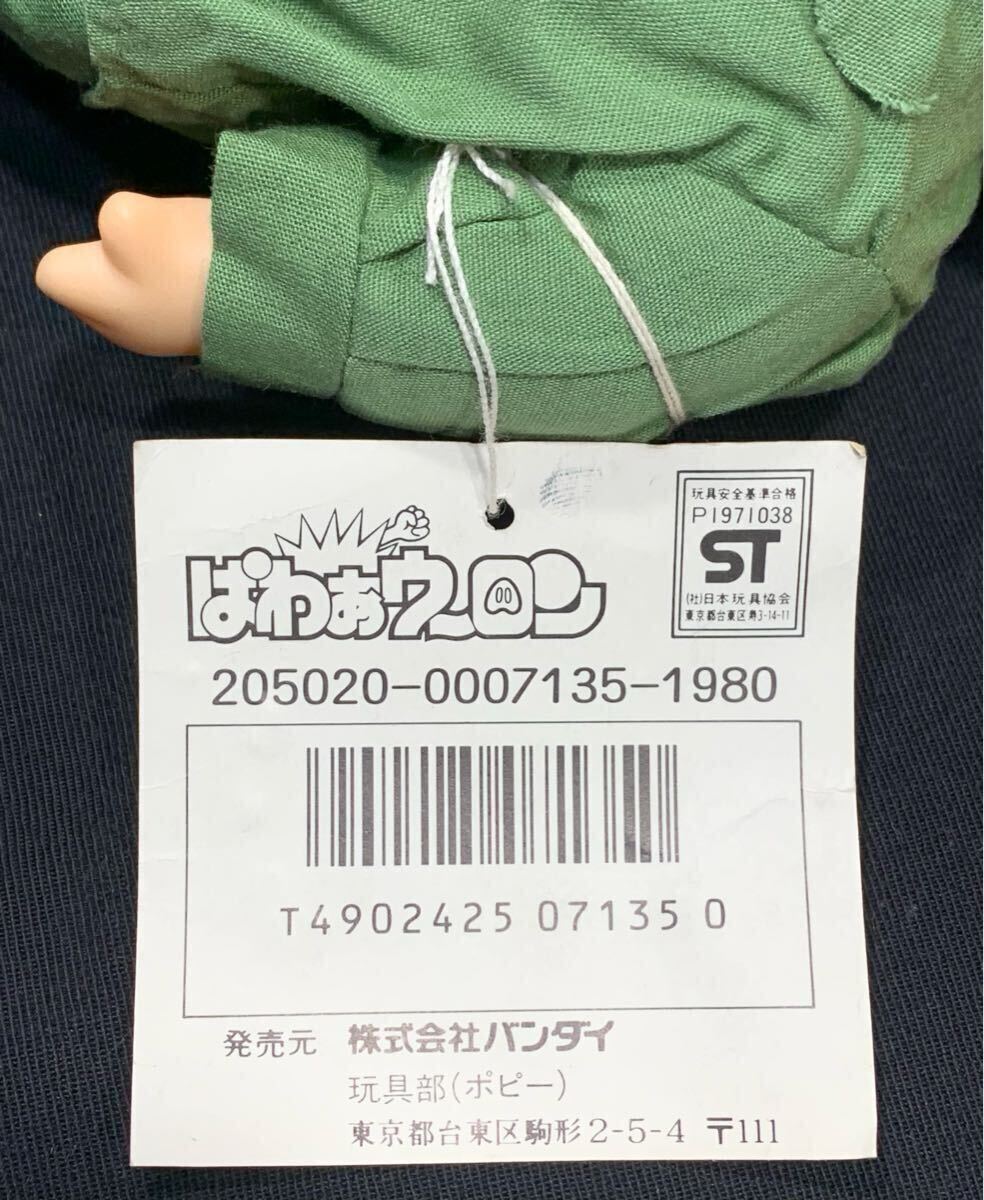 玩具安全基準合格
P1971038
ST
(社)日本玩具協会
東京都台東区寿3-14-11
ぱわぁウーロン
205020-0007135-1980
T4902425 07135 0
発売元 株式会社バンダイ
玩具部(ポピー)
東京都台東区駒形2-5-4 〒111